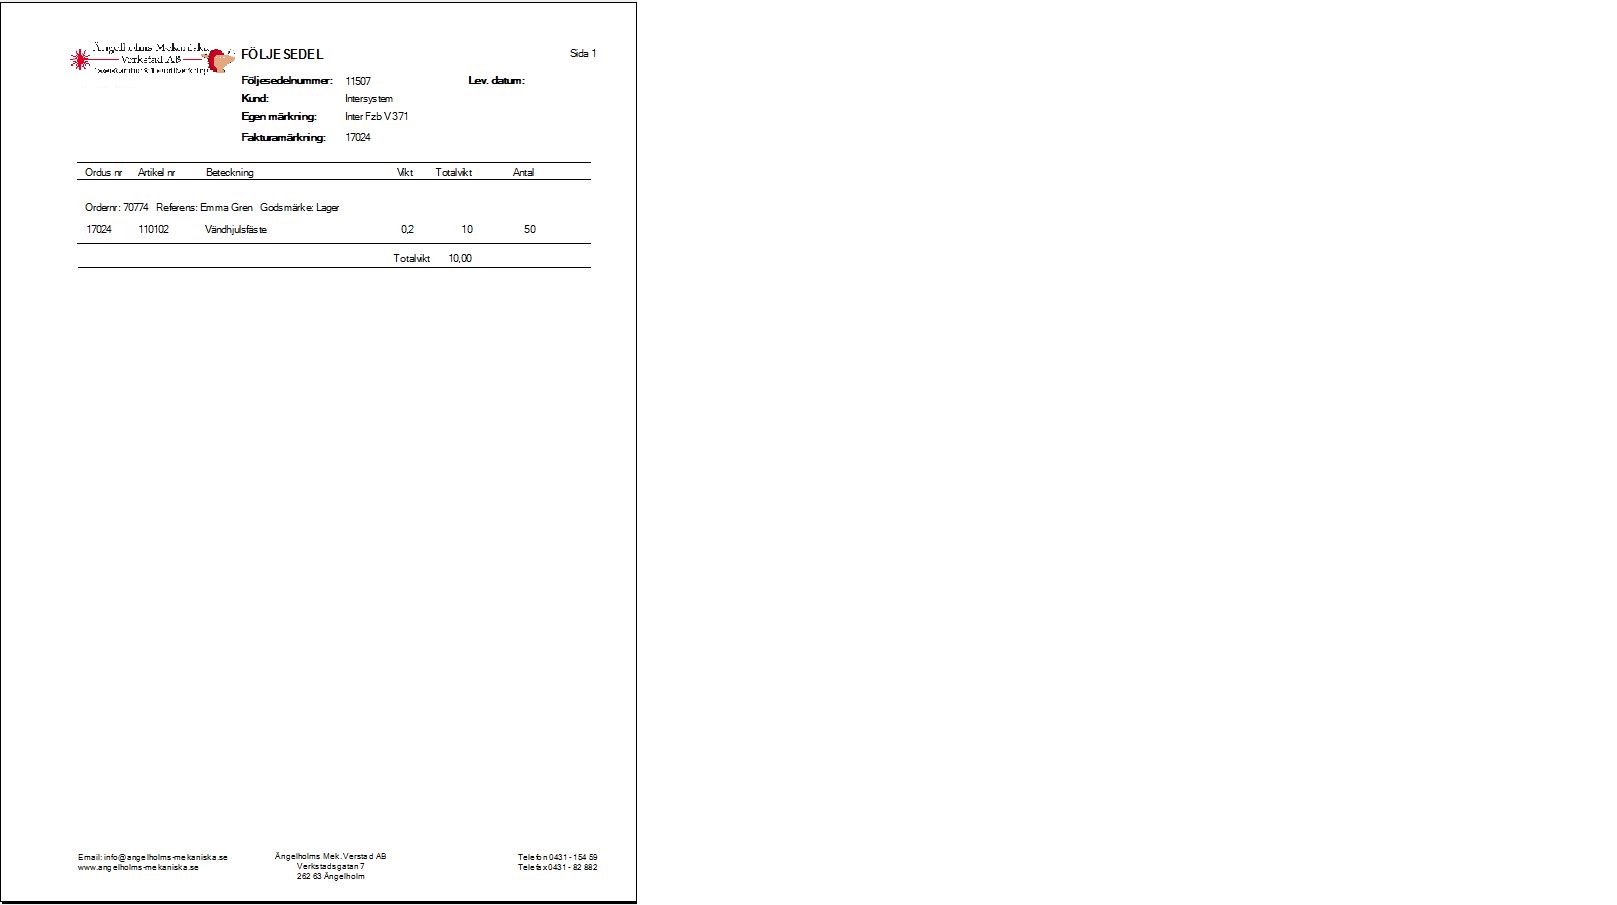 Ängelholms Mekaniska
Verkstad AB
FÖLJESEDEL
Sida 1
Följesedelnummer: 11507 Lev. datum:
Kund: Intersystem
Egen märkning: Inter Fzb V371
Fakturamärkning: 17024
Ordus nr Artikel nr Beteckning Vikt Totalvikt Antal
Ordernr: 70774 Referens: Emma Gren Godsmärke: Lager
17024 110102 Vändhjulsfäste 0,2 10 50
Totalvikt 10,00
Email: info@angelholms-mekaniska.se
www.angelholms-mekaniska.se
Ängelholms Mek.Verstad AB
Verkstadsgatan 7
262 63 Ängelholm
Telefon 0431 - 154 59
Telefax 0431 - 82 882